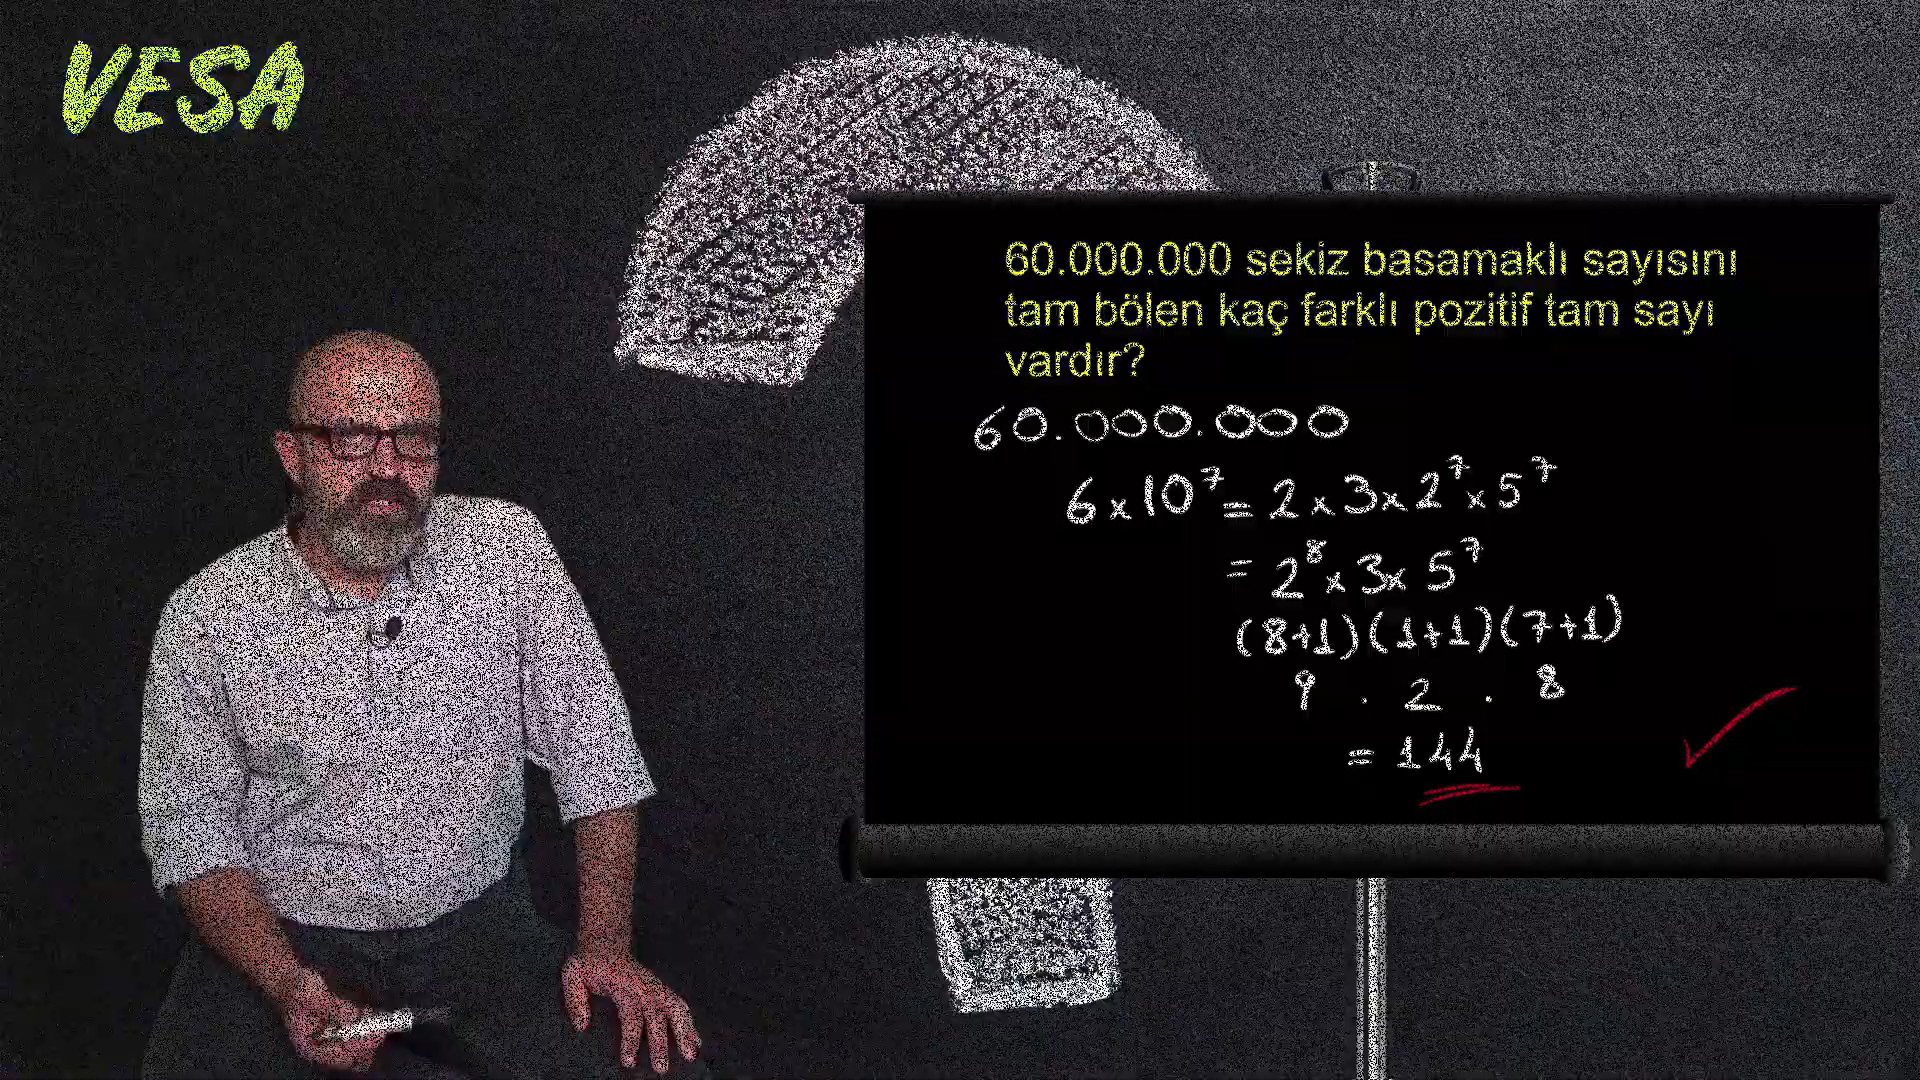 VESA
60.000.000 sekiz basamaklı sayısını
tam bölen kaç farklı pozitif tam sayı
vardır?
60.000.000
6x10⁷ = 2x3x2⁷x5⁷
= 2⁸x3x5⁷
(8+1)(1+1)(7+1)
9 . 2 . 8
= 144